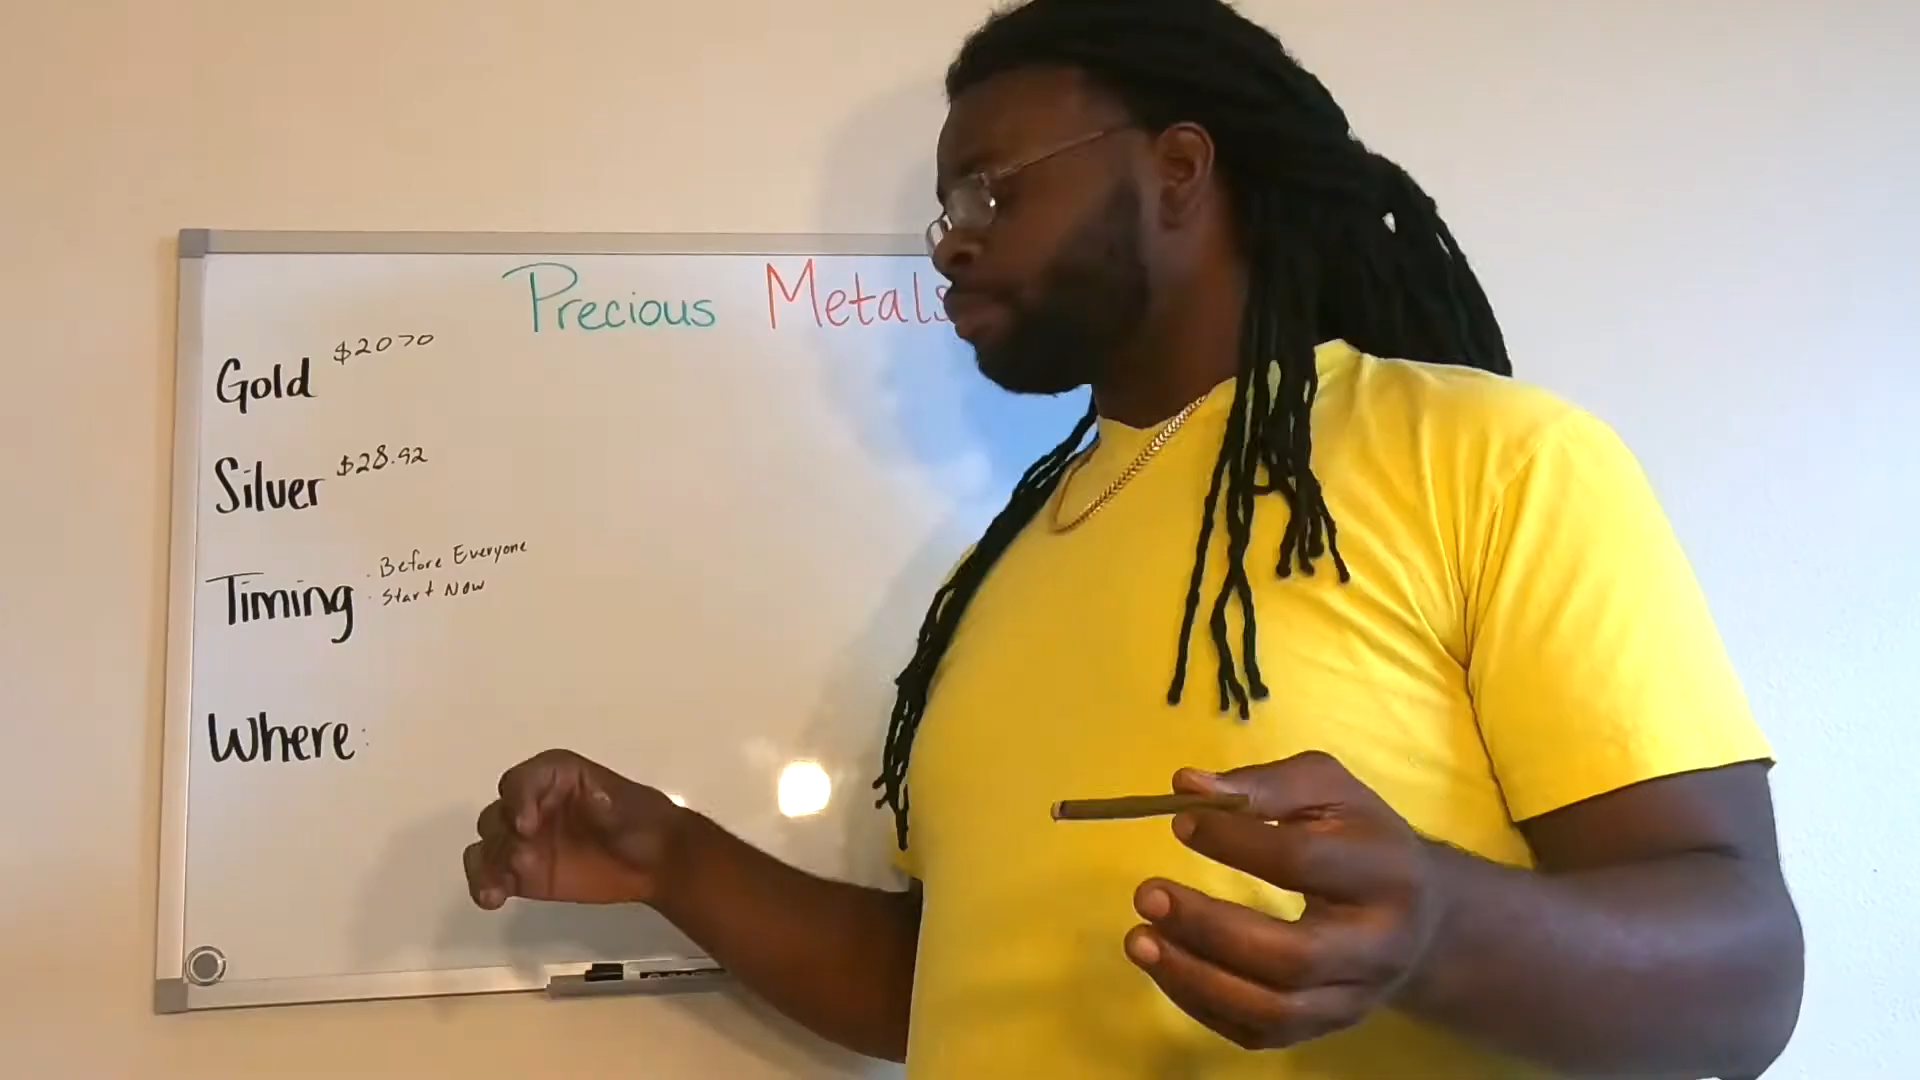 Precious Metals
Gold $2070
Silver $28.92
Timing
· Before Everyone
· Start Now
Where: